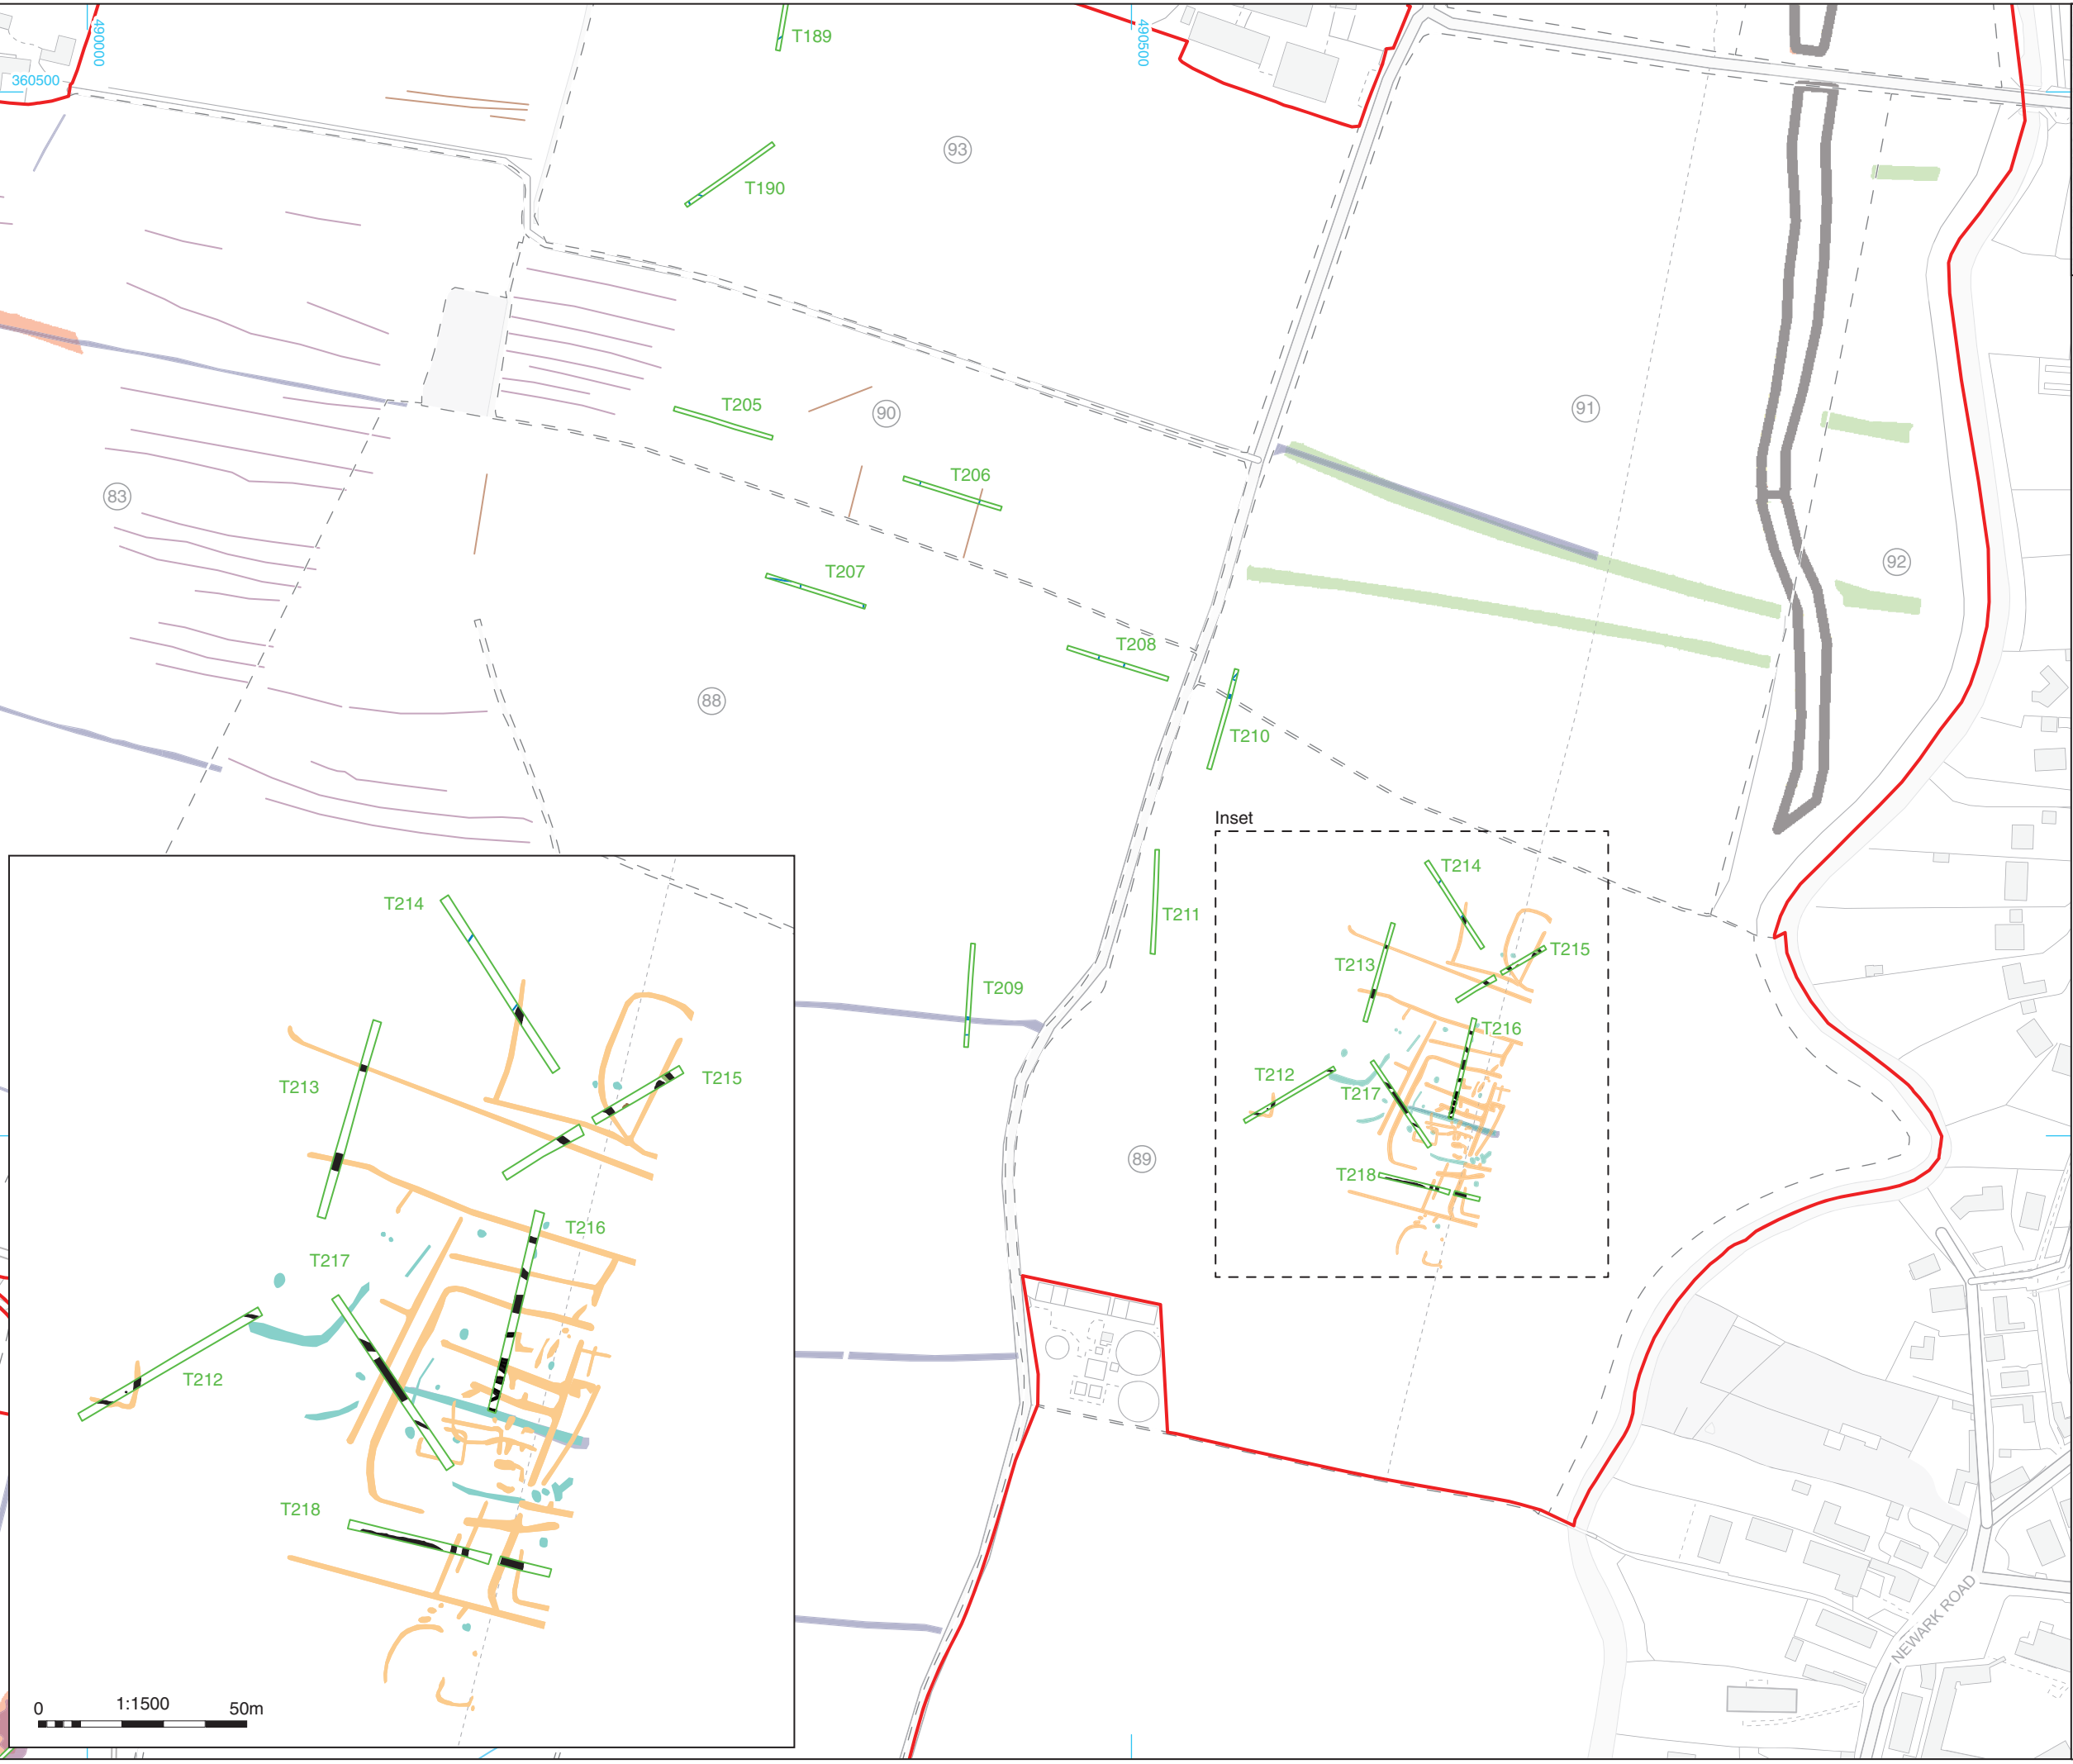 490000
490500
T189
360500
93
T190
T205
90
91
T206
83
92
T207
T208
88
T210
Inset
T214
T214
T211
T215
T213
T209
T216
T215
T213
T212
T217
T216
89
T217
T218
T212
T218
NEWARK ROAD
0
1:1500
50m